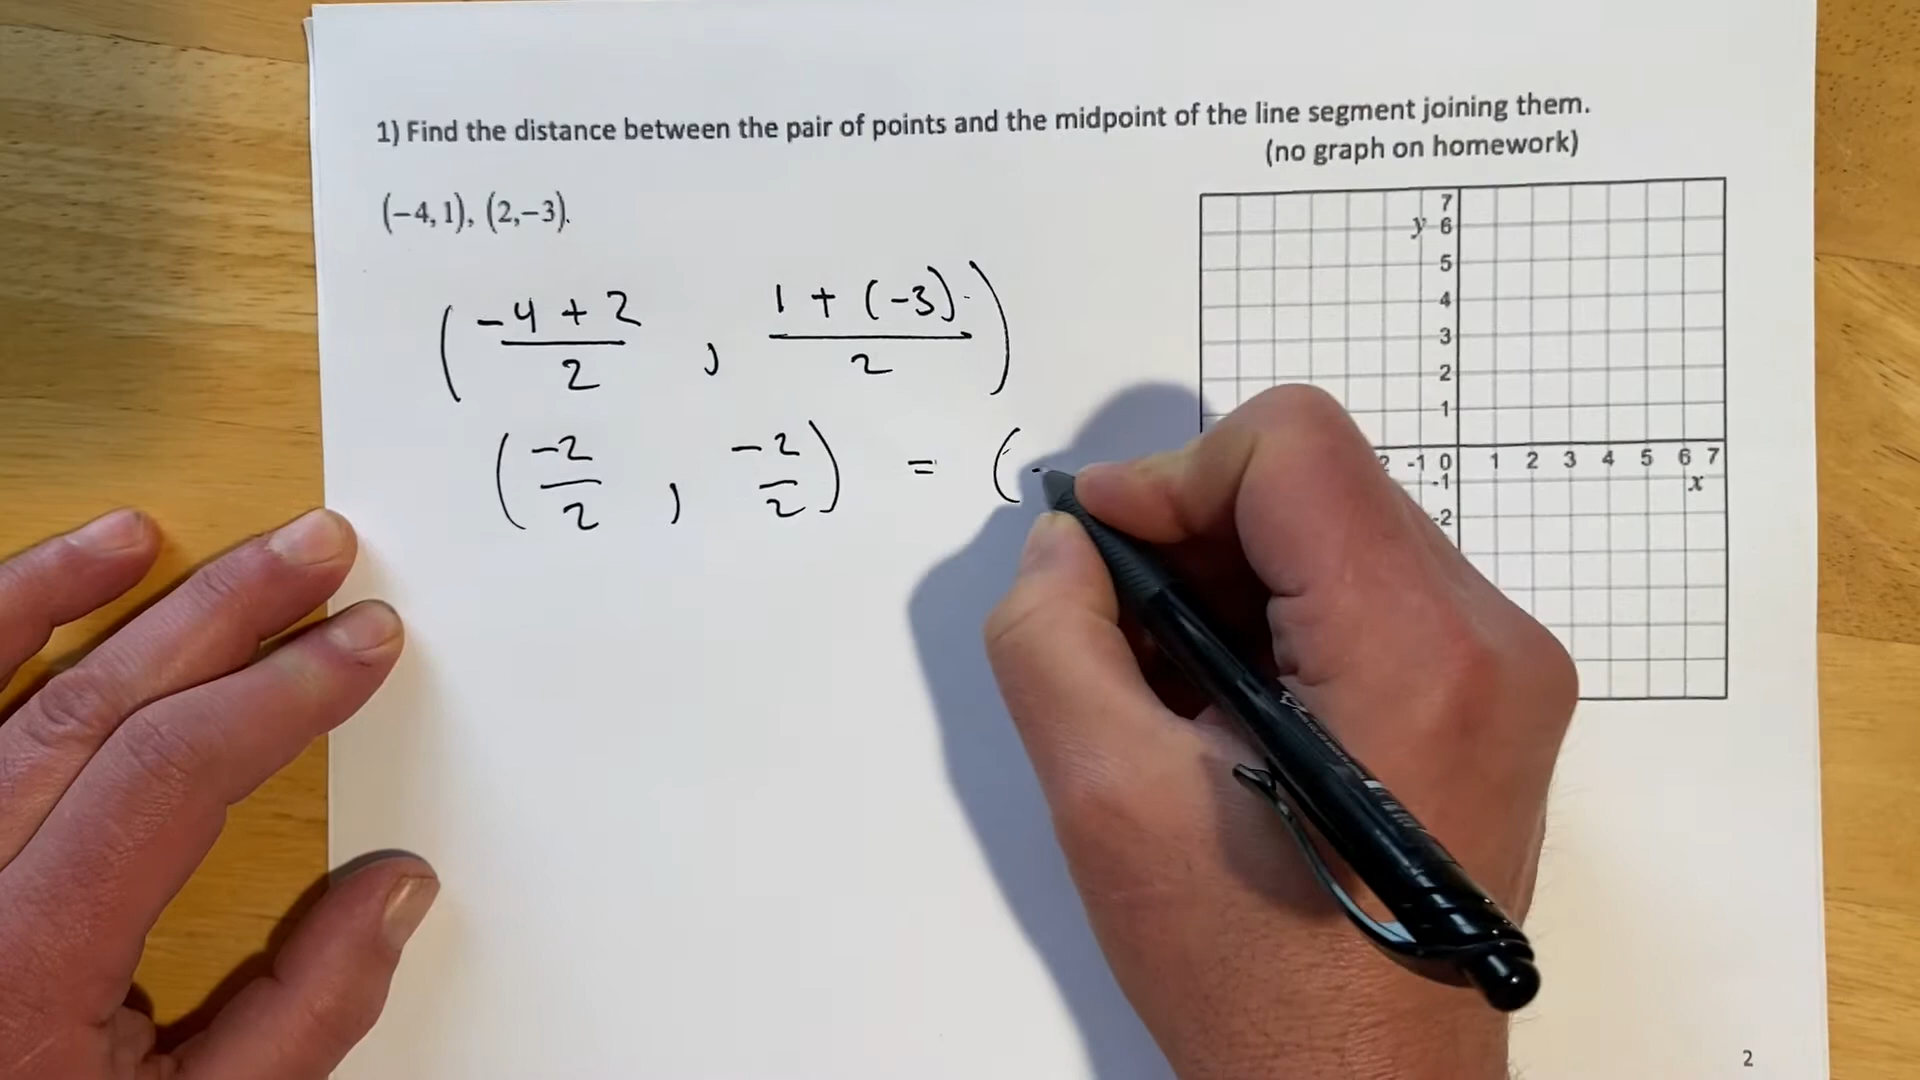 1) Find the distance between the pair of points and the midpoint of the line segment joining them.
(no graph on homework)
(−4, 1), (2,−3).
( -4 + 2 / 2 , 1 + (-3) / 2 )
( -2 / 2 , -2 / 2 ) = ( -
7
y 6
5
4
3
2
1
2 -1 0 1 2 3 4 5 6 7
-1 x
-2
2